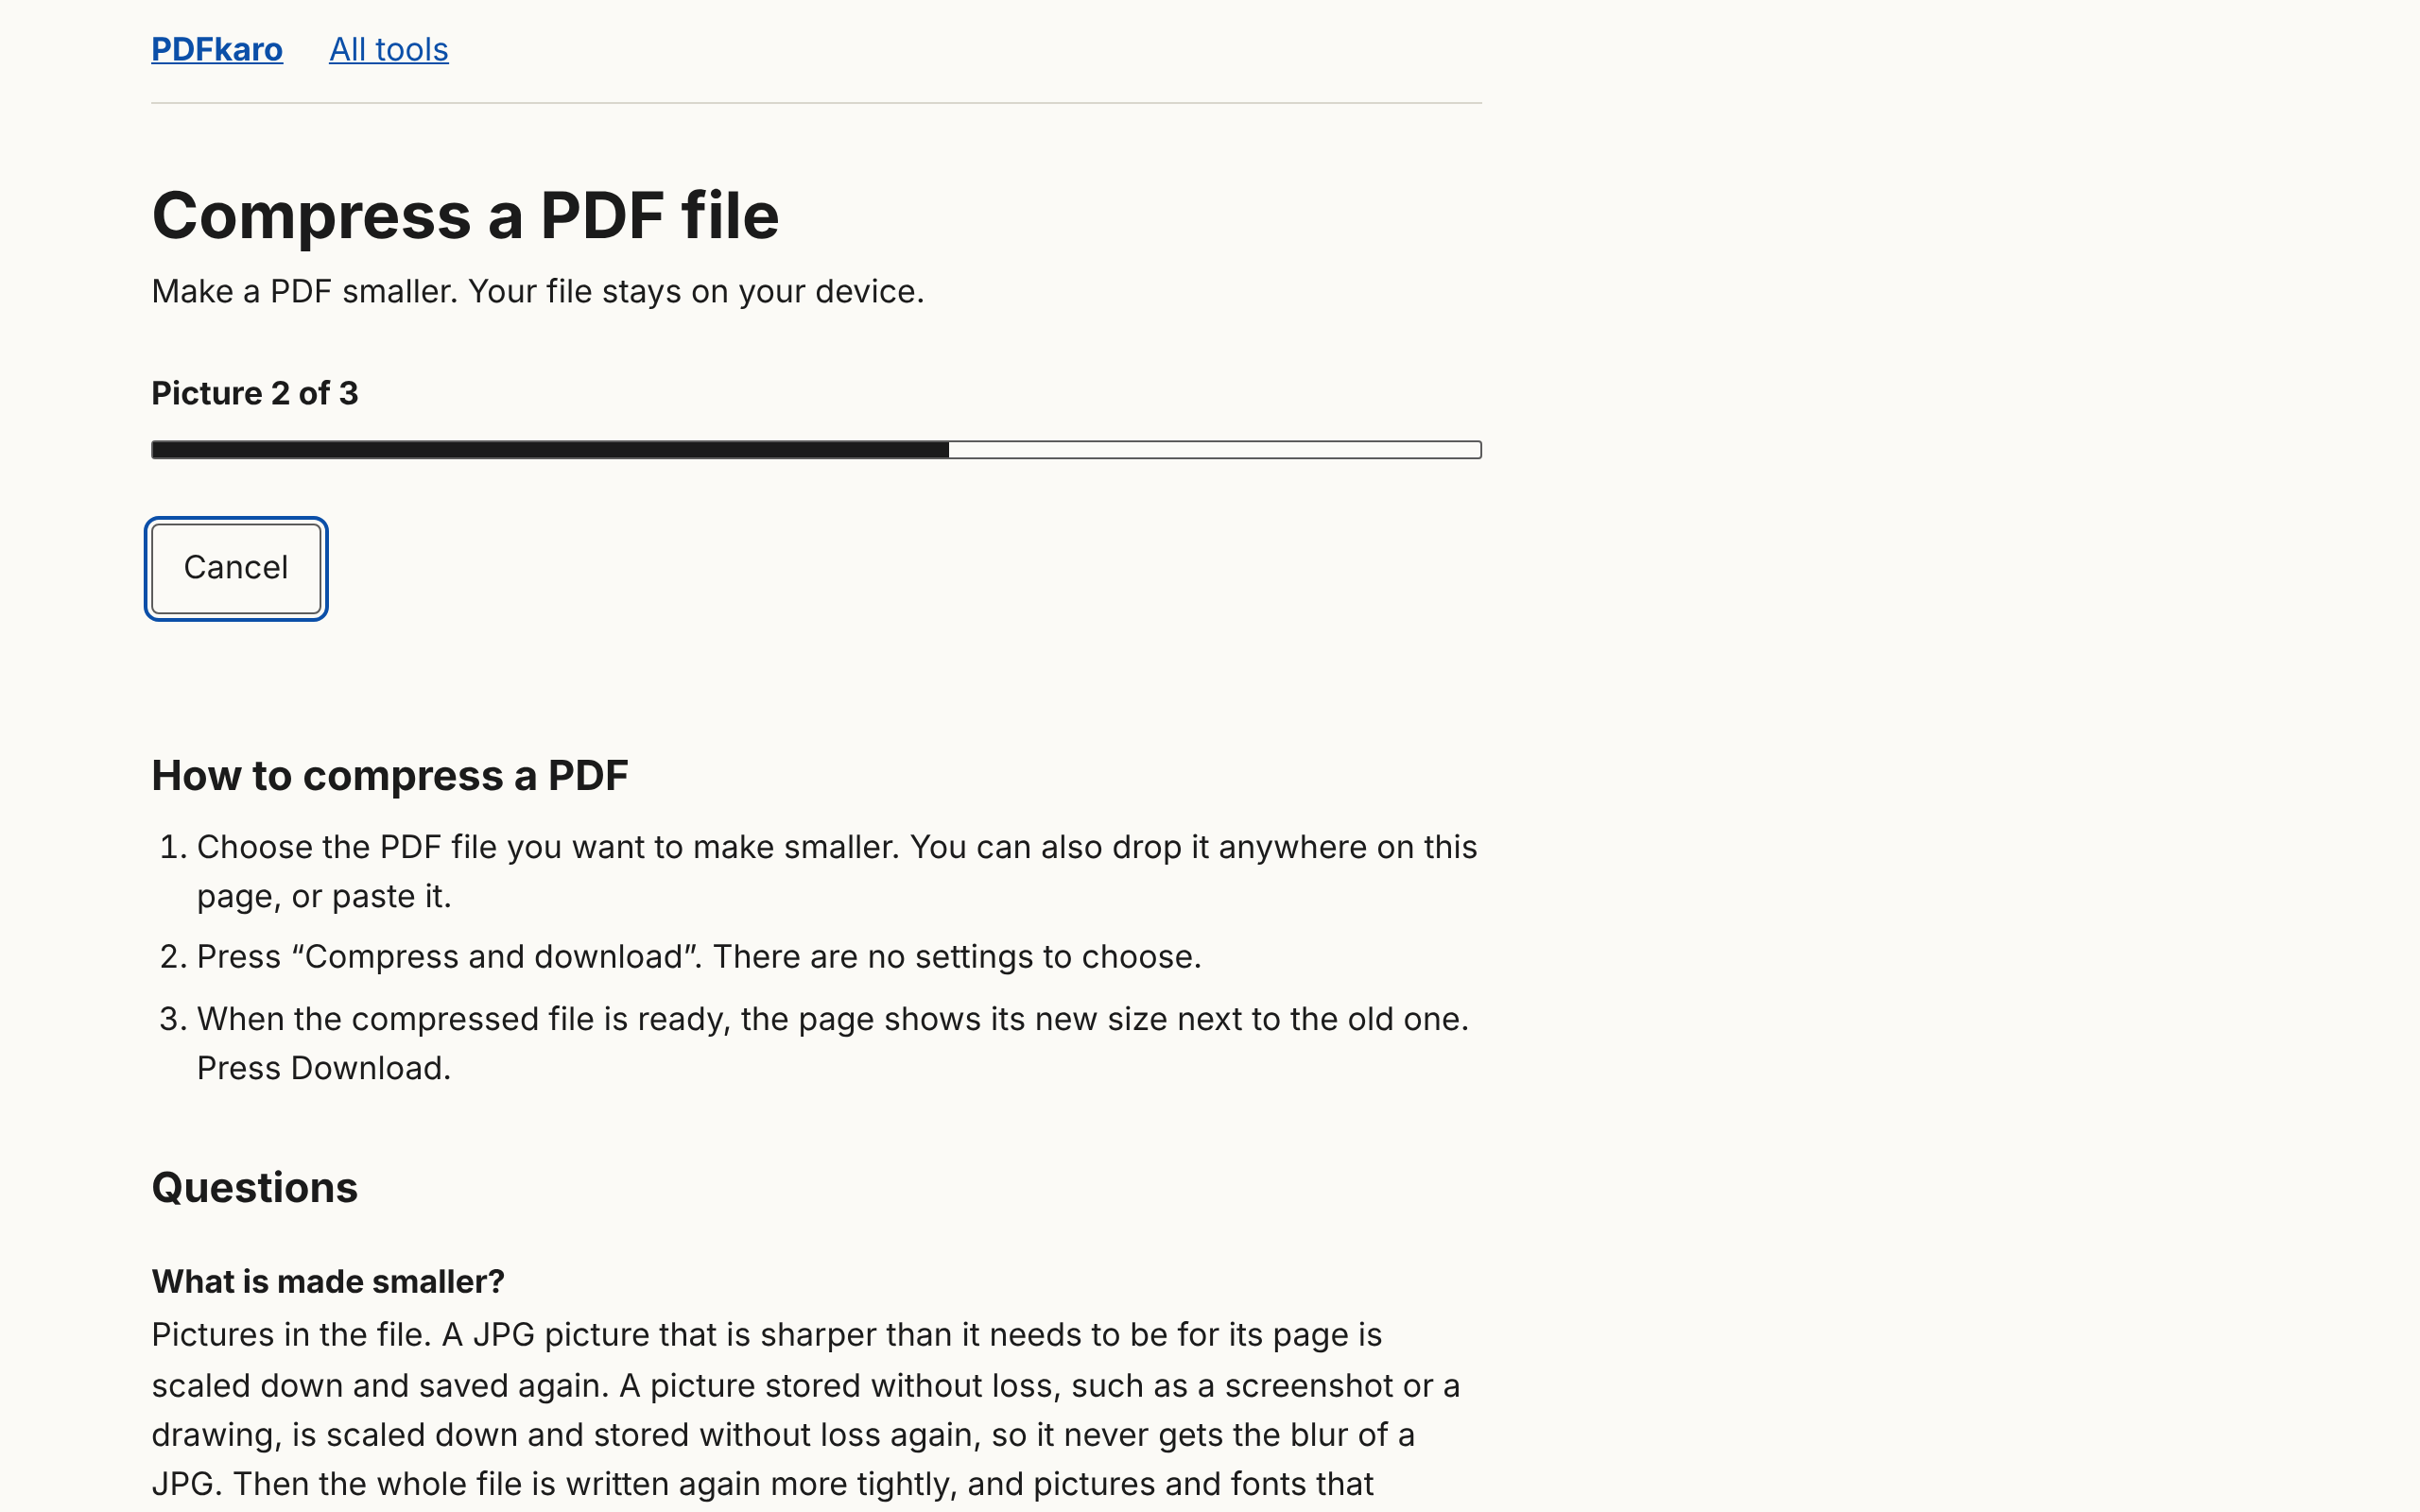 PDFkaro All tools
Compress a PDF file
Make a PDF smaller. Your file stays on your device.
Picture 2 of 3
Cancel
How to compress a PDF
1. Choose the PDF file you want to make smaller. You can also drop it anywhere on this
page, or paste it.
2. Press “Compress and download”. There are no settings to choose.
3. When the compressed file is ready, the page shows its new size next to the old one.
Press Download.
Questions
What is made smaller?
Pictures in the file. A JPG picture that is sharper than it needs to be for its page is
scaled down and saved again. A picture stored without loss, such as a screenshot or a
drawing, is scaled down and stored without loss again, so it never gets the blur of a
JPG. Then the whole file is written again more tightly, and pictures and fonts that